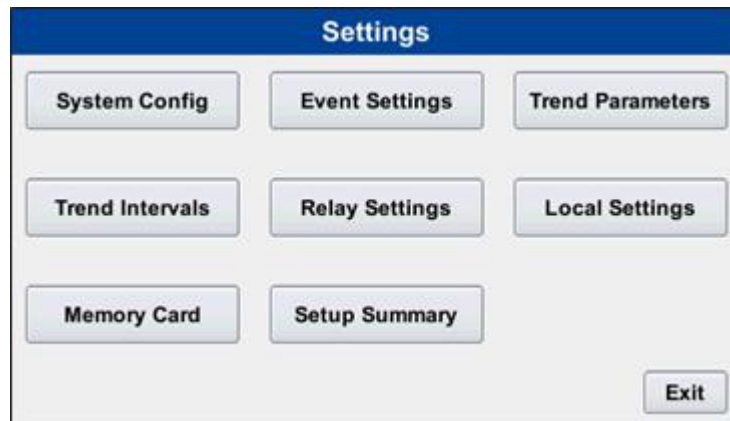 Settings
System Config
Event Settings
Trend Parameters
Trend Intervals
Relay Settings
Local Settings
Memory Card
Setup Summary
Exit